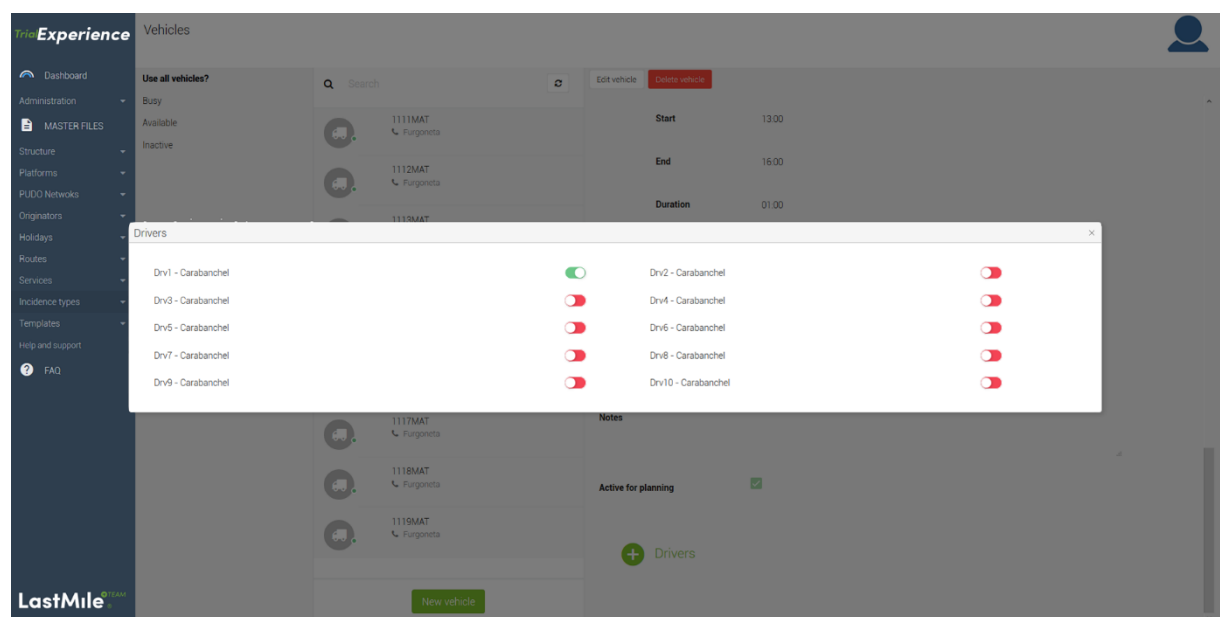 TrialExperience
Vehicles
Dashboard
Administration
MASTER FILES
Structure
Platforms
PUDO Netwoks
Originators
Holidays
Routes
Services
Incidence types
Templates
Help and support
FAQ
LastMile TEAM
Use all vehicles?
Busy
Available
Inactive
Search
1111MAT
Furgoneta
1112MAT
Furgoneta
1113MAT
Edit vehicle
Delete vehicle
Start 13:00
End 16:00
Duration 01:00
Drivers ×
Drv1 - Carabanchel
Drv2 - Carabanchel
Drv3 - Carabanchel
Drv4 - Carabanchel
Drv5 - Carabanchel
Drv6 - Carabanchel
Drv7 - Carabanchel
Drv8 - Carabanchel
Drv9 - Carabanchel
Drv10 - Carabanchel
1117MAT
Furgoneta
1118MAT
Furgoneta
1119MAT
Furgoneta
New vehicle
Notes
Active for planning
Drivers